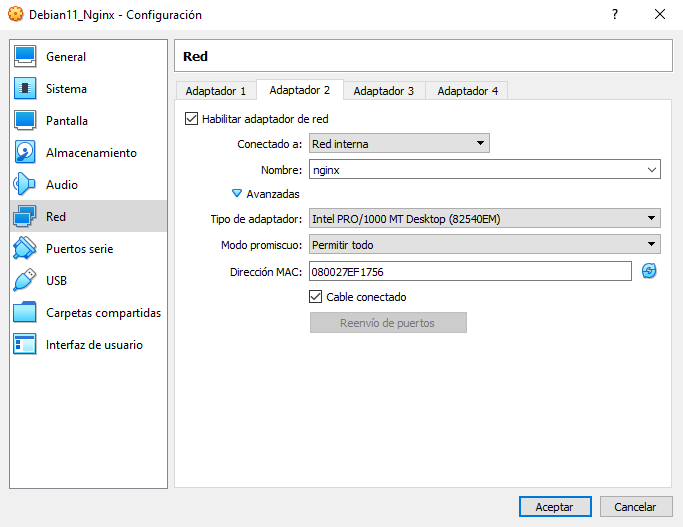 Debian11_Nginx - Configuración
?
General
Sistema
Pantalla
Almacenamiento
Audio
Red
Puertos serie
USB
Carpetas compartidas
Interfaz de usuario
Red
Adaptador 1 Adaptador 2 Adaptador 3 Adaptador 4
Habilitar adaptador de red
Conectado a: Red interna
Nombre: nginx
Avanzadas
Tipo de adaptador: Intel PRO/1000 MT Desktop (82540EM)
Modo promiscuo: Permitir todo
Dirección MAC: 080027EF1756
Cable conectado
Reenvío de puertos
Aceptar Cancelar